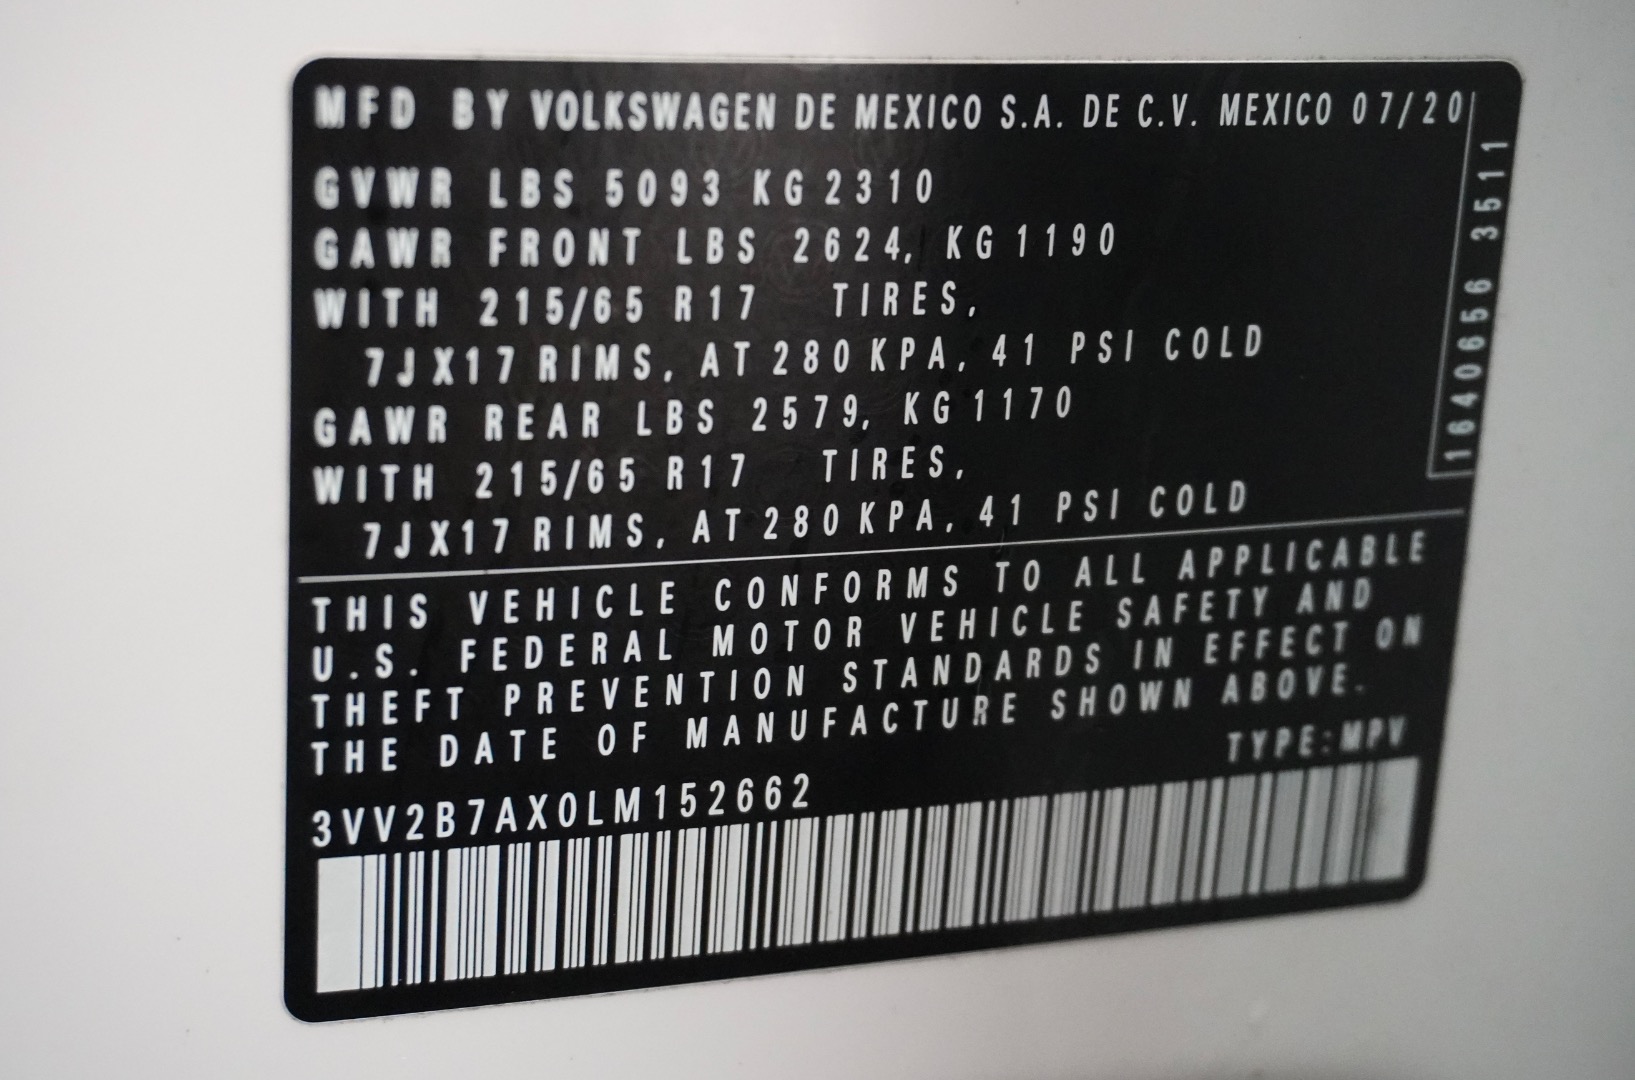 MFD BY VOLKSWAGEN DE MEXICO S.A. DE C.V. MEXICO 07/20
GVWR LBS 5093 KG 2310
GAWR FRONT LBS 2624, KG 1190
WITH 215/65 R17 TIRES,
7JX17 RIMS, AT 280 KPA, 41 PSI COLD
GAWR REAR LBS 2579, KG 1170
WITH 215/65 R17 TIRES,
7JX17 RIMS, AT 280 KPA, 41 PSI COLD
1640656 3511
THIS VEHICLE CONFORMS TO ALL APPLICABLE
U.S. FEDERAL MOTOR VEHICLE SAFETY AND
THEFT PREVENTION STANDARDS IN EFFECT ON
THE DATE OF MANUFACTURE SHOWN ABOVE.
TYPE:MPV
3VV2B7AX0LM152662